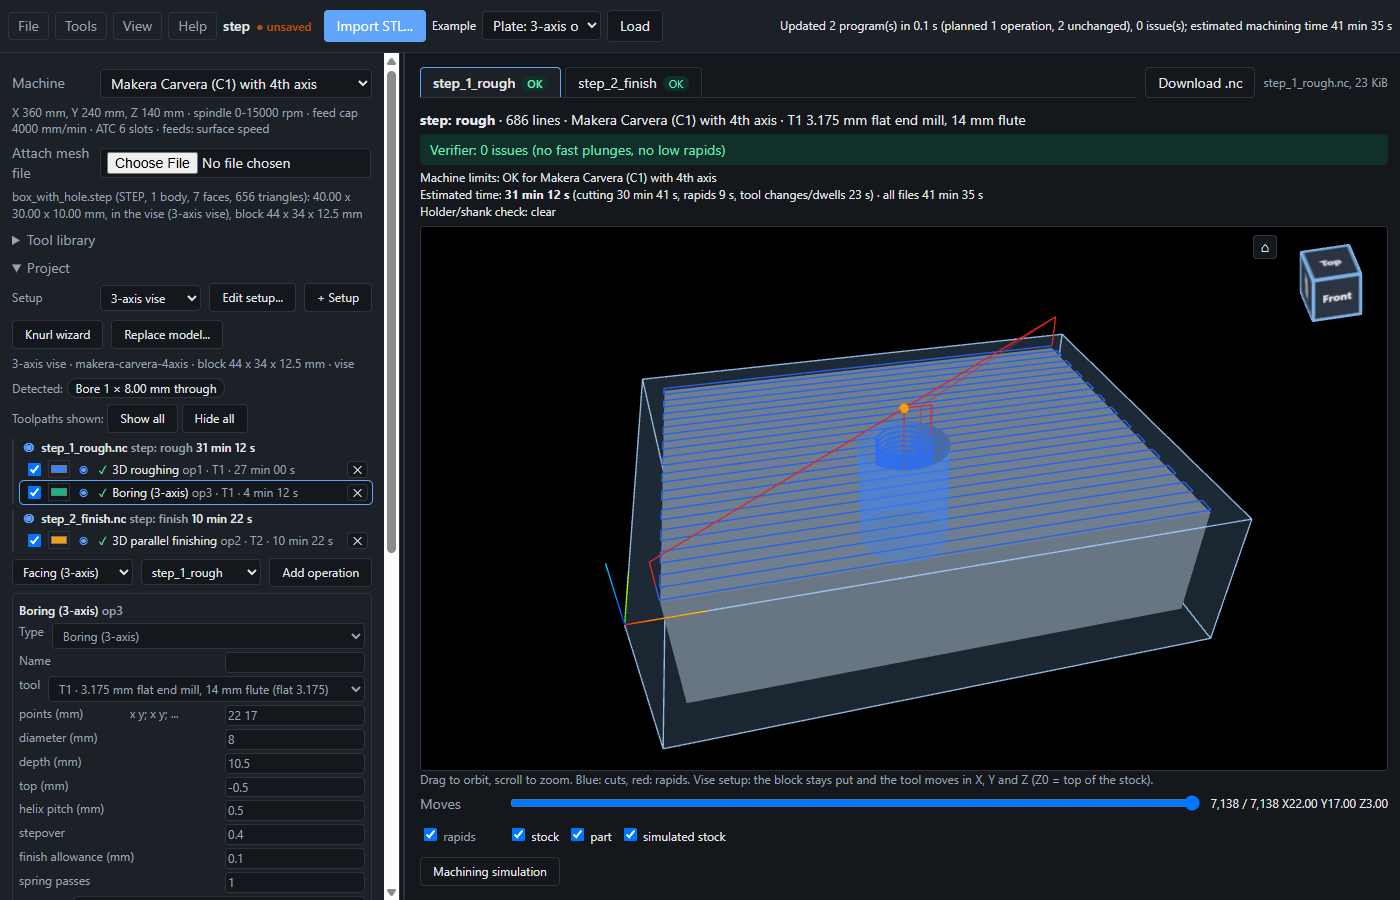 File Tools View Help step • unsaved Import STL... Example Plate: 3-axis o Load Updated 2 program(s) in 0.1 s (planned 1 operation, 2 unchanged), 0 issue(s); estimated machining time 41 min 35 s
Machine Makera Carvera (C1) with 4th axis
X 360 mm, Y 240 mm, Z 140 mm · spindle 0-15000 rpm · feed cap
4000 mm/min · ATC 6 slots · feeds: surface speed
Attach mesh file Choose File No file chosen
box_with_hole.step (STEP, 1 body, 7 faces, 656 triangles): 40.00 x
30.00 x 10.00 mm, in the vise (3-axis vise), block 44 x 34 x 12.5 mm
Tool library
Project
Setup 3-axis vise Edit setup... + Setup
Knurl wizard Replace model...
3-axis vise · makera-carvera-4axis · block 44 x 34 x 12.5 mm · vise
Detected: Bore 1 × 8.00 mm through
Toolpaths shown: Show all Hide all
step_1_rough.nc step: rough 31 min 12 s
✓ 3D roughing op1 · T1 · 27 min 00 s ✕
✓ Boring (3-axis) op3 · T1 · 4 min 12 s ✕
step_2_finish.nc step: finish 10 min 22 s
✓ 3D parallel finishing op2 · T2 · 10 min 22 s ✕
Facing (3-axis) step_1_rough Add operation
Boring (3-axis) op3
Type Boring (3-axis)
Name
tool T1 · 3.175 mm flat end mill, 14 mm flute (flat 3.175)
points (mm) x y; x y; ... 22 17
diameter (mm) 8
depth (mm) 10.5
top (mm) -0.5
helix pitch (mm) 0.5
stepover 0.4
finish allowance (mm) 0.1
spring passes 1
step_1_rough OK step_2_finish OK Download .nc step_1_rough.nc, 23 KiB
step: rough · 686 lines · Makera Carvera (C1) with 4th axis · T1 3.175 mm flat end mill, 14 mm flute
Verifier: 0 issues (no fast plunges, no low rapids)
Machine limits: OK for Makera Carvera (C1) with 4th axis
Estimated time: 31 min 12 s (cutting 30 min 41 s, rapids 9 s, tool changes/dwells 23 s) · all files 41 min 35 s
Holder/shank check: clear
Top
Front
Drag to orbit, scroll to zoom. Blue: cuts, red: rapids. Vise setup: the block stays put and the tool moves in X, Y and Z (Z0 = top of the stock).
Moves 7,138 / 7,138 X22.00 Y17.00 Z3.00
rapids stock part simulated stock
Machining simulation